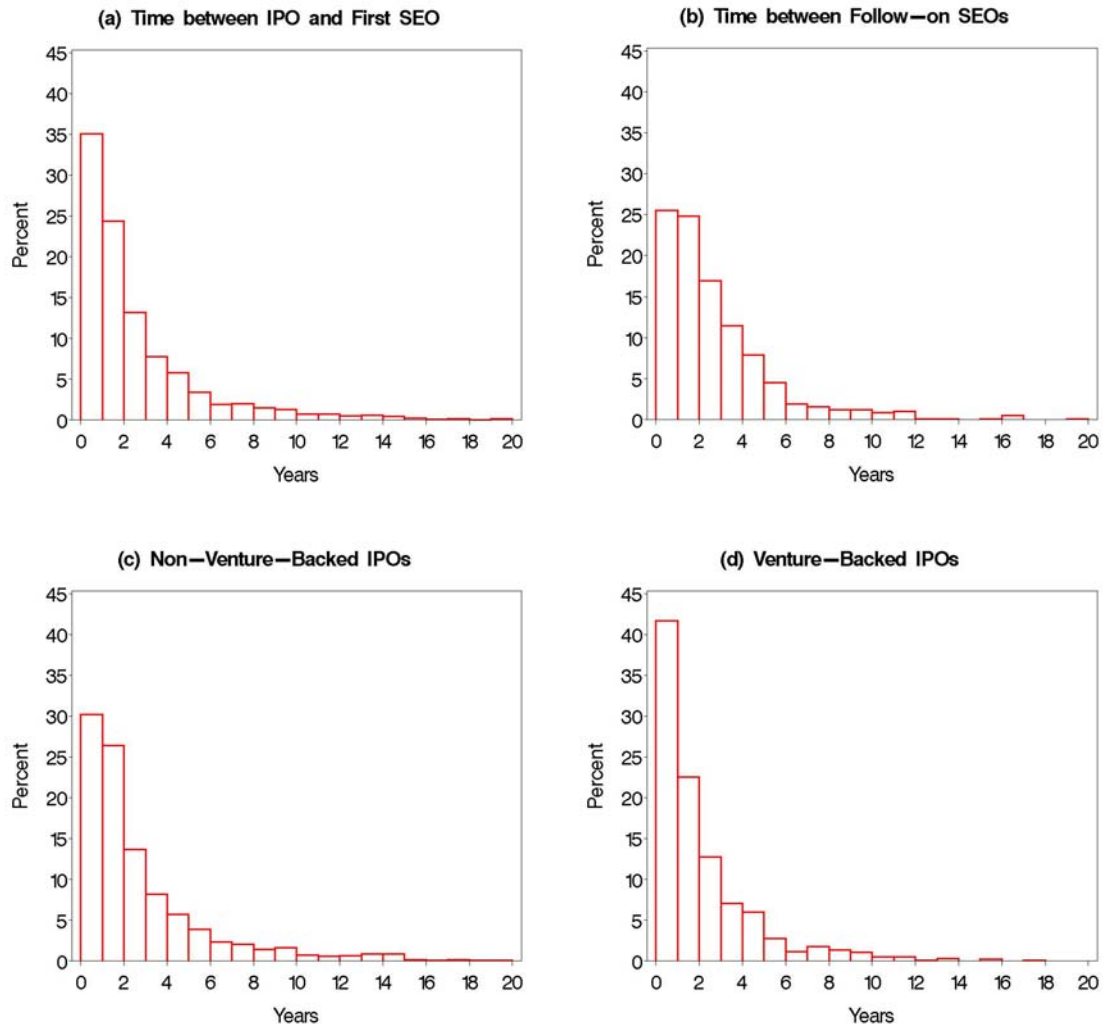 (a) Time between IPO and First SEO
45
40
35
30
25
20
15
10
5
0
Percent
0 2 4 6 8 10 12 14 16 18 20
Years
(b) Time between Follow—on SEOs
45
40
35
30
25
20
15
10
5
0
Percent
0 2 4 6 8 10 12 14 16 18 20
Years
(c) Non—Venture—Backed IPOs
45
40
35
30
25
20
15
10
5
0
Percent
0 2 4 6 8 10 12 14 16 18 20
Years
(d) Venture—Backed IPOs
45
40
35
30
25
20
15
10
5
0
Percent
0 2 4 6 8 10 12 14 16 18 20
Years